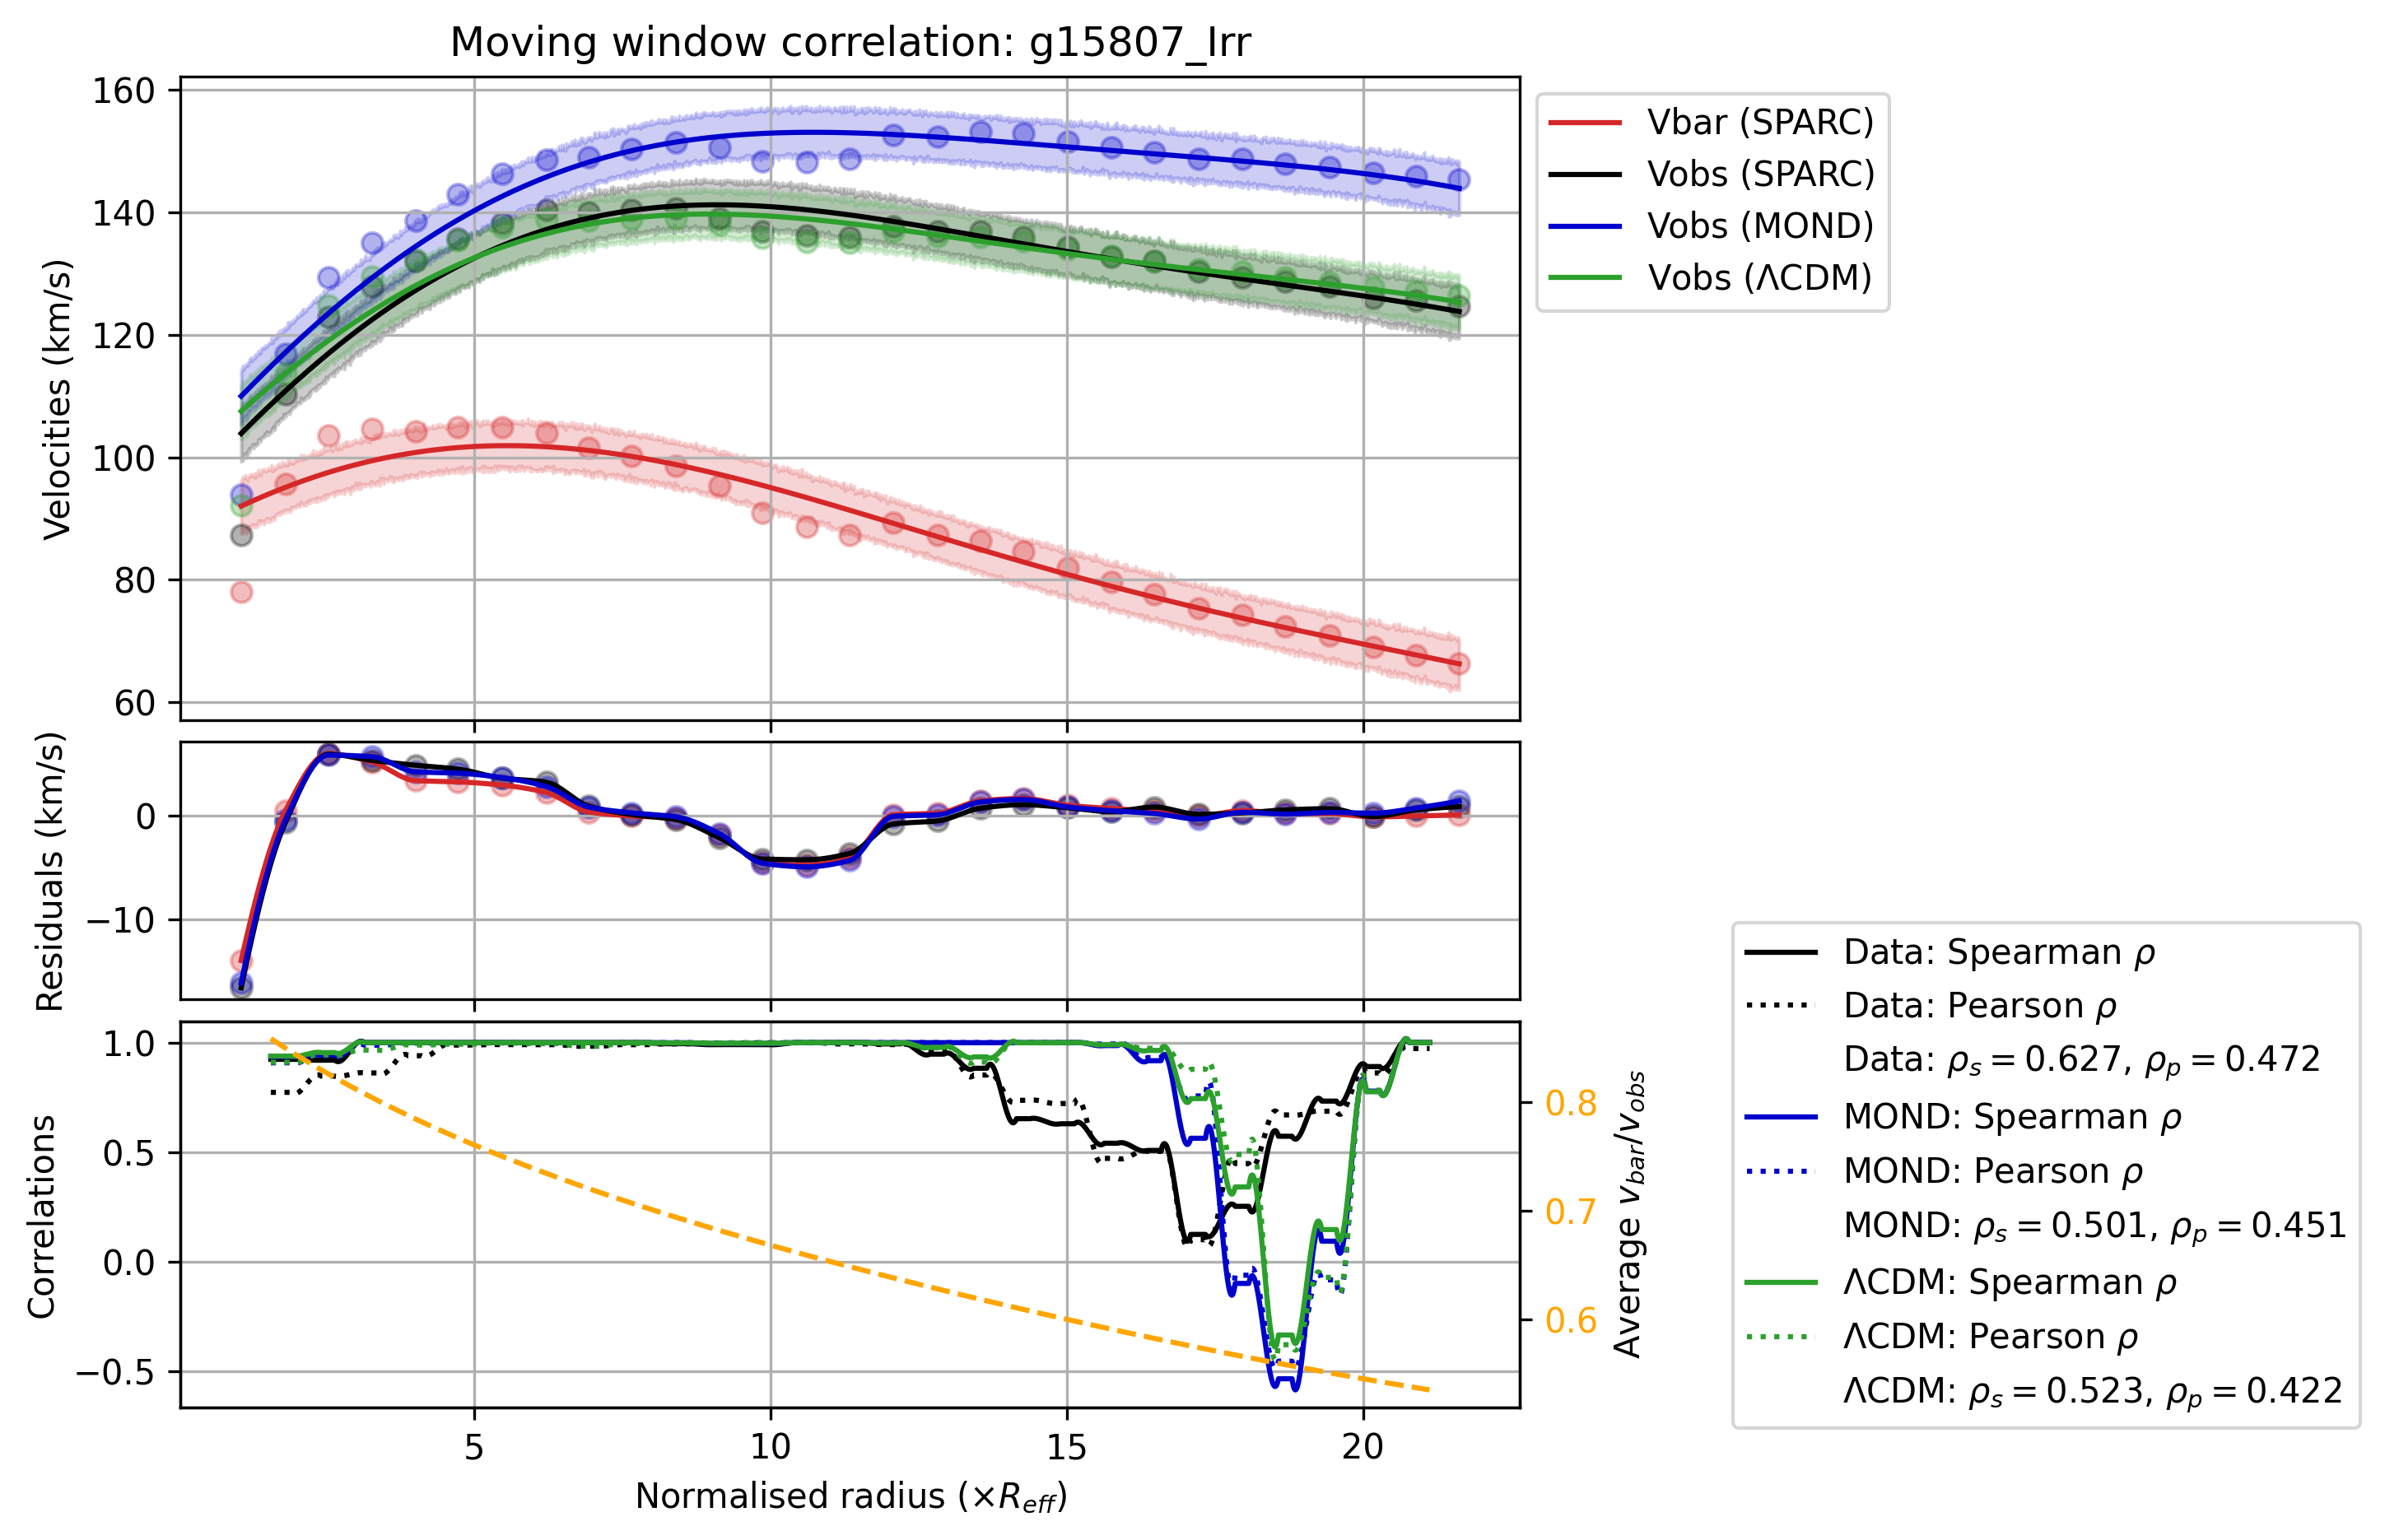 Moving window correlation: g15807_Irr
160
140
120
100
80
60
Velocities (km/s)
Vbar (SPARC)
Vobs (SPARC)
Vobs (MOND)
Vobs (ΛCDM)
0
−10
Residuals (km/s)
1.0
0.5
0.0
−0.5
Correlations
0.8
0.7
0.6
Average v_bar/v_obs
5
10
15
20
Normalised radius (×R_eff)
Data: Spearman ρ
Data: Pearson ρ
Data: ρ_s = 0.627, ρ_p = 0.472
MOND: Spearman ρ
MOND: Pearson ρ
MOND: ρ_s = 0.501, ρ_p = 0.451
ΛCDM: Spearman ρ
ΛCDM: Pearson ρ
ΛCDM: ρ_s = 0.523, ρ_p = 0.422